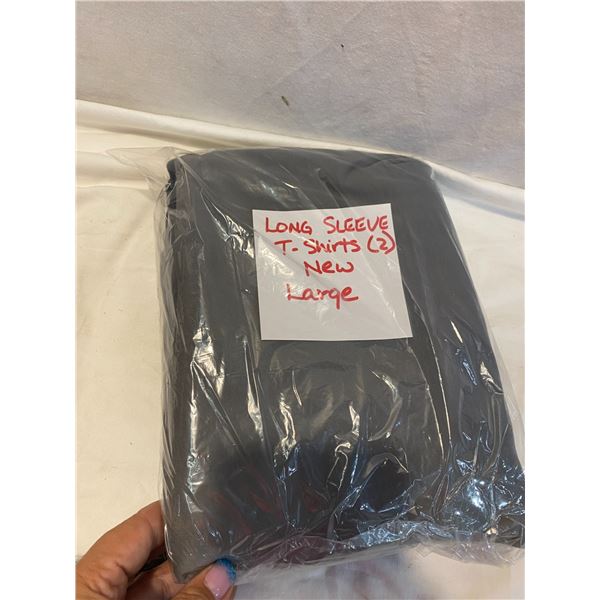 LONG SLEEVE
T-Shirts (2)
New
Large